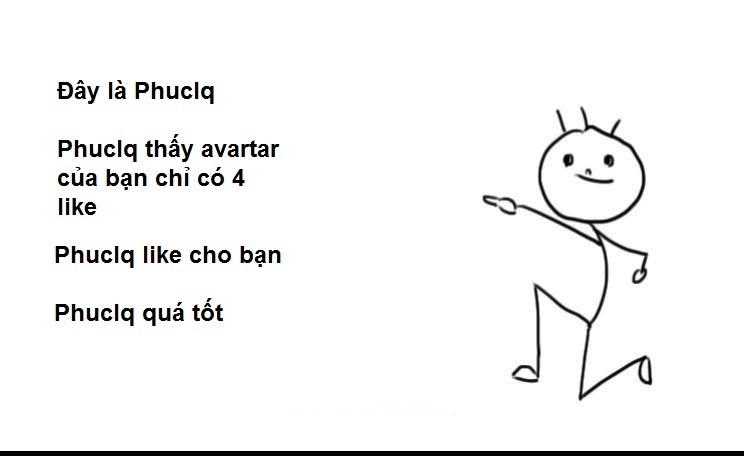 Đây là Phuclq
Phuclq thấy avartar
của bạn chỉ có 4
like
Phuclq like cho bạn
Phuclq quá tốt